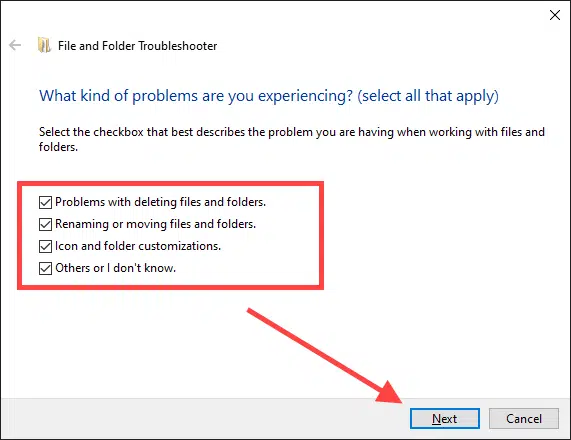 File and Folder Troubleshooter
What kind of problems are you experiencing? (select all that apply)
Select the checkbox that best describes the problem you are having when working with files and
folders.
Problems with deleting files and folders.
Renaming or moving files and folders.
Icon and folder customizations.
Others or I don't know.
Next
Cancel